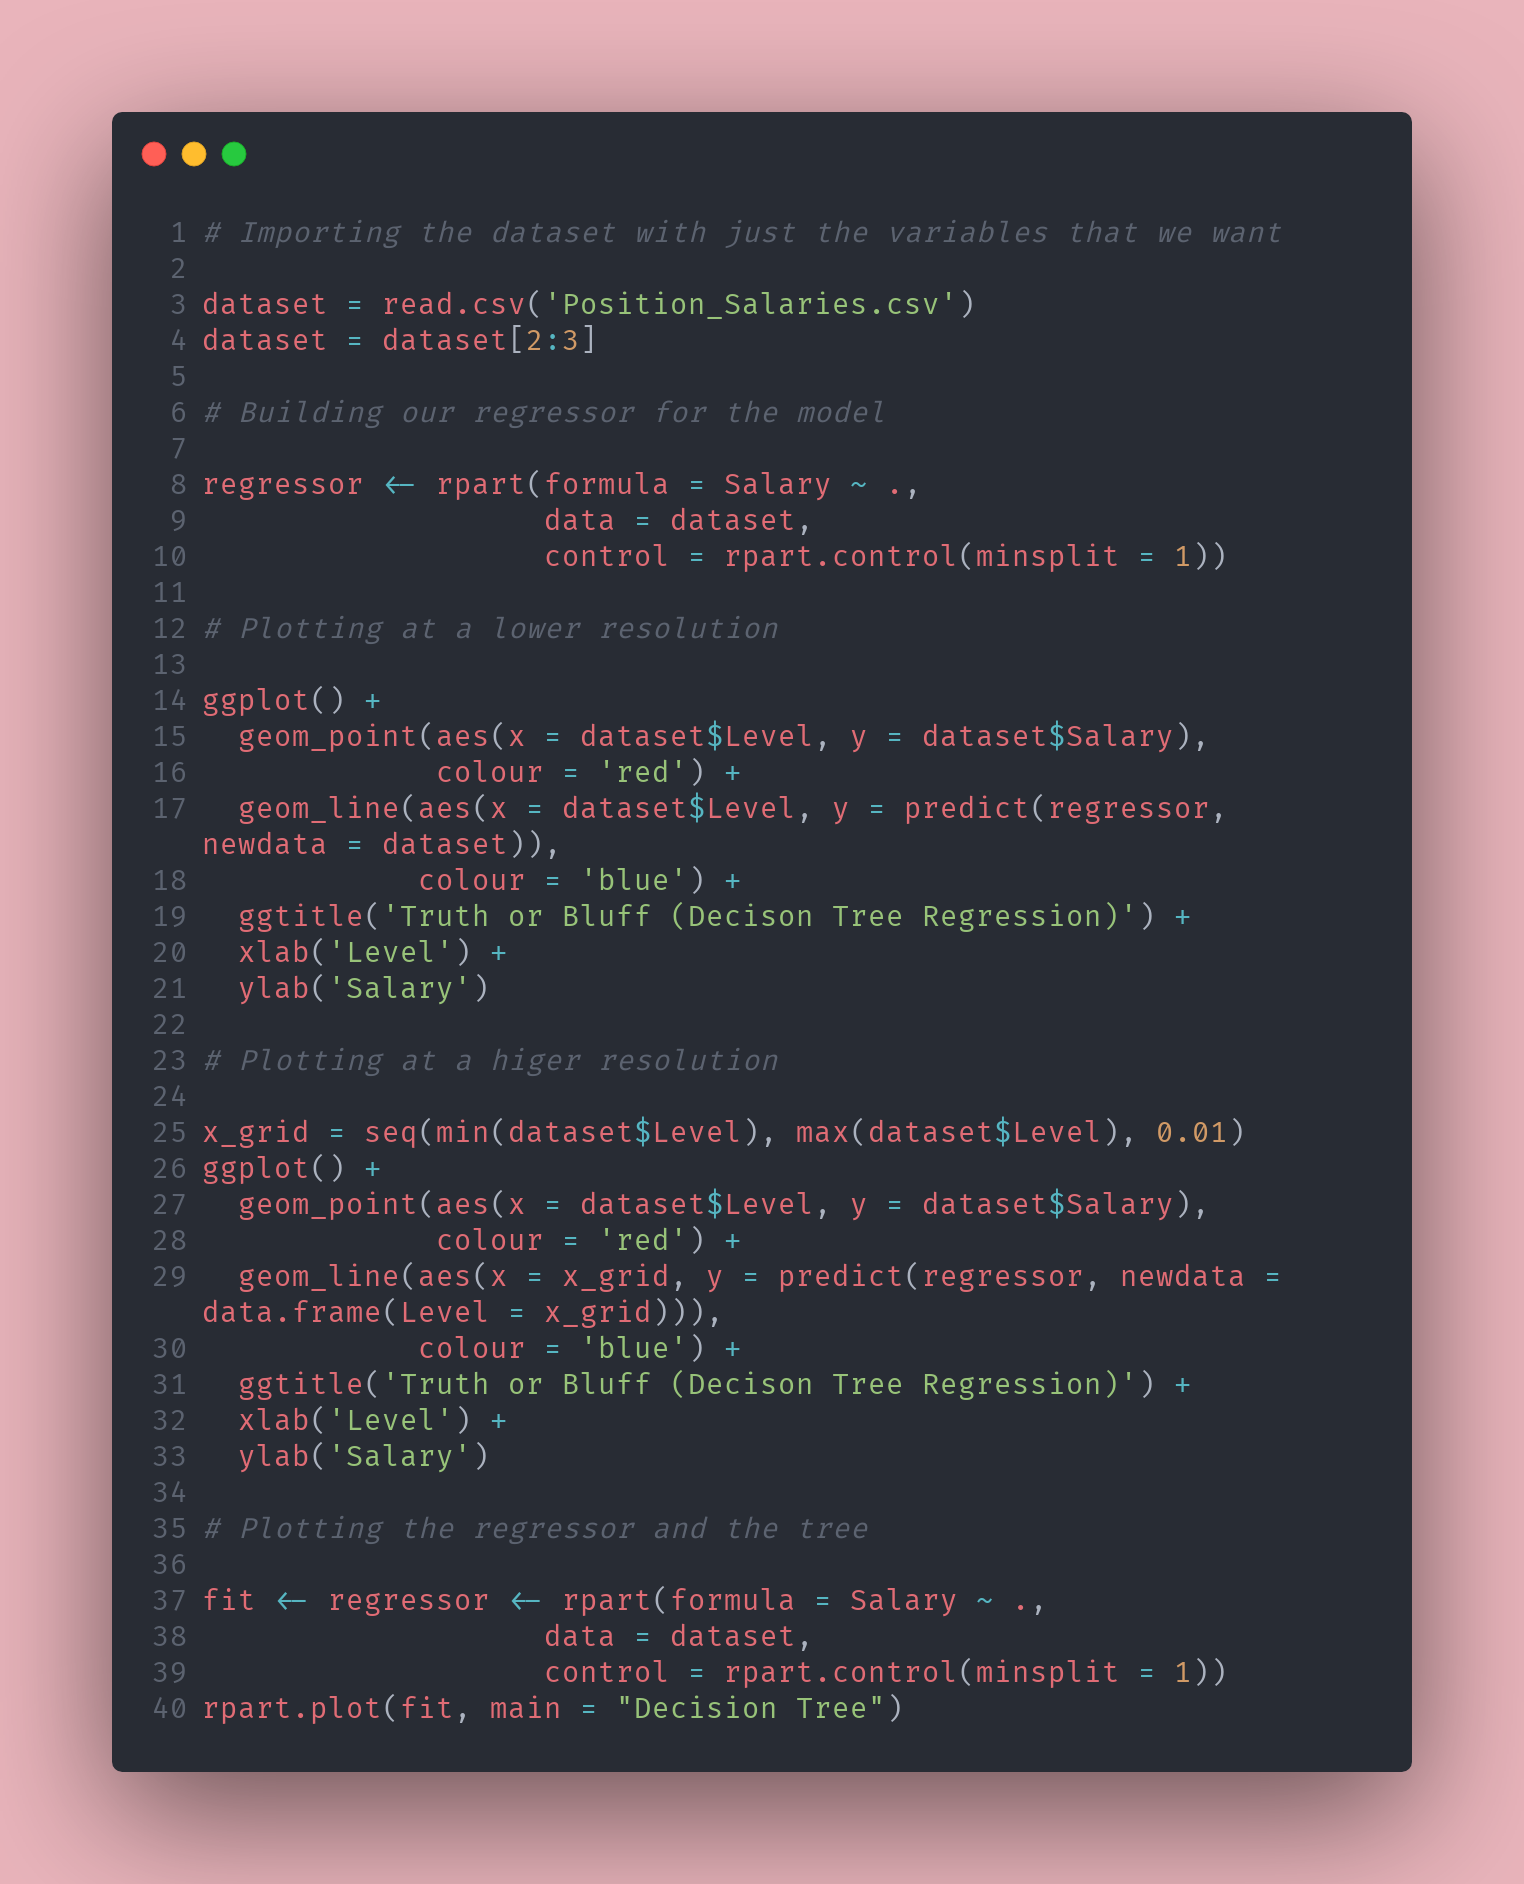 1 # Importing the dataset with just the variables that we want
2
3 dataset = read.csv('Position_Salaries.csv')
4 dataset = dataset[2:3]
5
6 # Building our regressor for the model
7
8 regressor <- rpart(formula = Salary ~ .,
9                    data = dataset,
10                    control = rpart.control(minsplit = 1))
11
12 # Plotting at a lower resolution
13
14 ggplot() +
15   geom_point(aes(x = dataset$Level, y = dataset$Salary),
16              colour = 'red') +
17   geom_line(aes(x = dataset$Level, y = predict(regressor,
newdata = dataset)),
18             colour = 'blue') +
19   ggtitle('Truth or Bluff (Decison Tree Regression)') +
20   xlab('Level') +
21   ylab('Salary')
22
23 # Plotting at a higer resolution
24
25 x_grid = seq(min(dataset$Level), max(dataset$Level), 0.01)
26 ggplot() +
27   geom_point(aes(x = dataset$Level, y = dataset$Salary),
28              colour = 'red') +
29   geom_line(aes(x = x_grid, y = predict(regressor, newdata =
data.frame(Level = x_grid))),
30             colour = 'blue') +
31   ggtitle('Truth or Bluff (Decison Tree Regression)') +
32   xlab('Level') +
33   ylab('Salary')
34
35 # Plotting the regressor and the tree
36
37 fit <- regressor <- rpart(formula = Salary ~ .,
38                    data = dataset,
39                    control = rpart.control(minsplit = 1))
40 rpart.plot(fit, main = "Decision Tree")